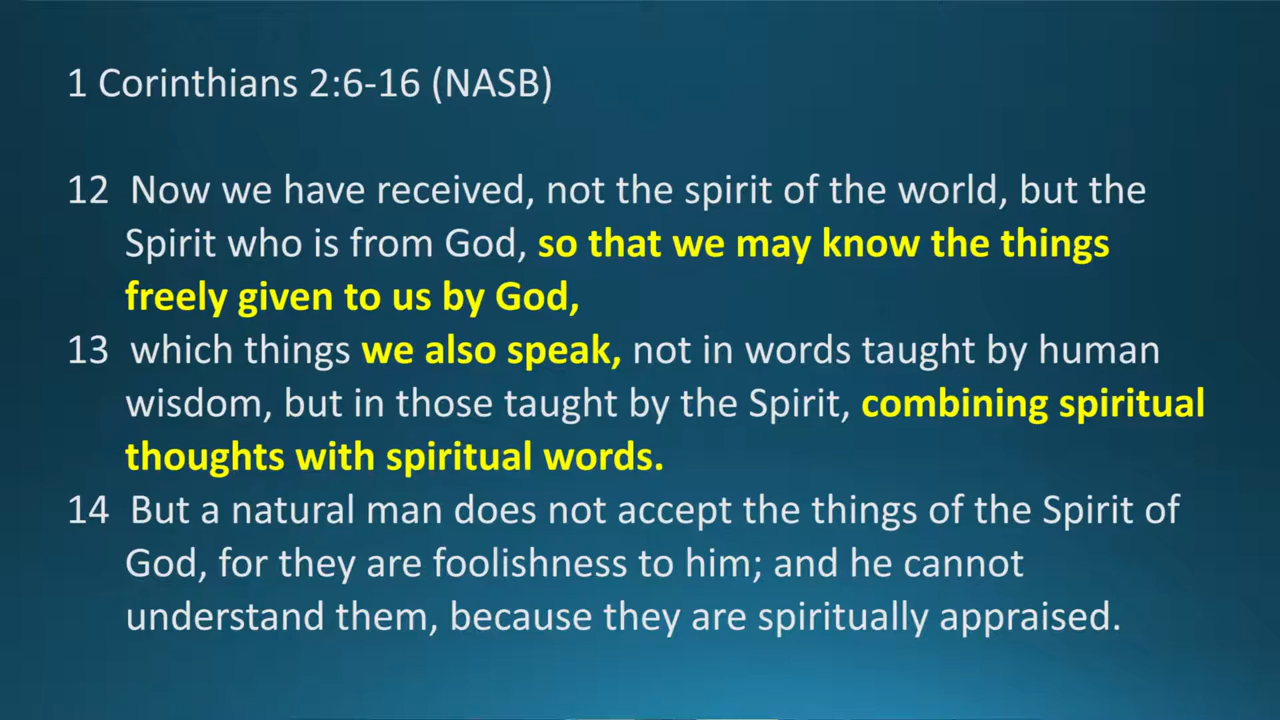 1 Corinthians 2:6-16 (NASB)
12 Now we have received, not the spirit of the world, but the
Spirit who is from God, so that we may know the things
freely given to us by God,
13 which things we also speak, not in words taught by human
wisdom, but in those taught by the Spirit, combining spiritual
thoughts with spiritual words.
14 But a natural man does not accept the things of the Spirit of
God, for they are foolishness to him; and he cannot
understand them, because they are spiritually appraised.